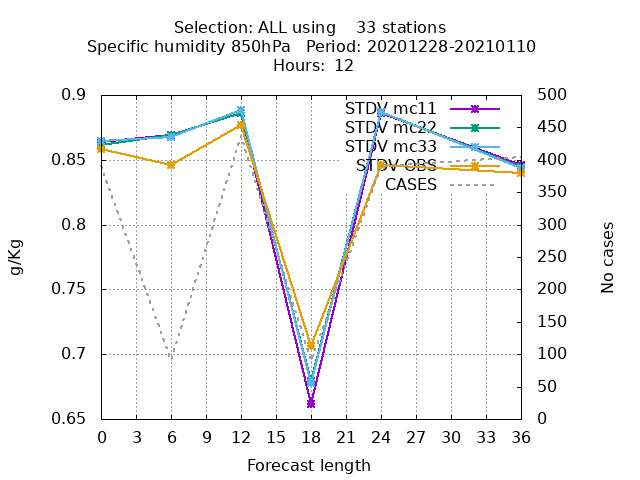 Selection: ALL using    33 stations
Specific humidity 850hPa   Period: 20201228-20210110
Hours:  12
0.9
0.85
0.8
0.75
0.7
0.65
g/Kg
STDV mc11
STDV mc22
STDV mc33
STDV OBS
CASES
500
450
400
350
300
250
200
150
100
50
0
No cases
0 3 6 9 12 15 18 21 24 27 30 33 36
Forecast length